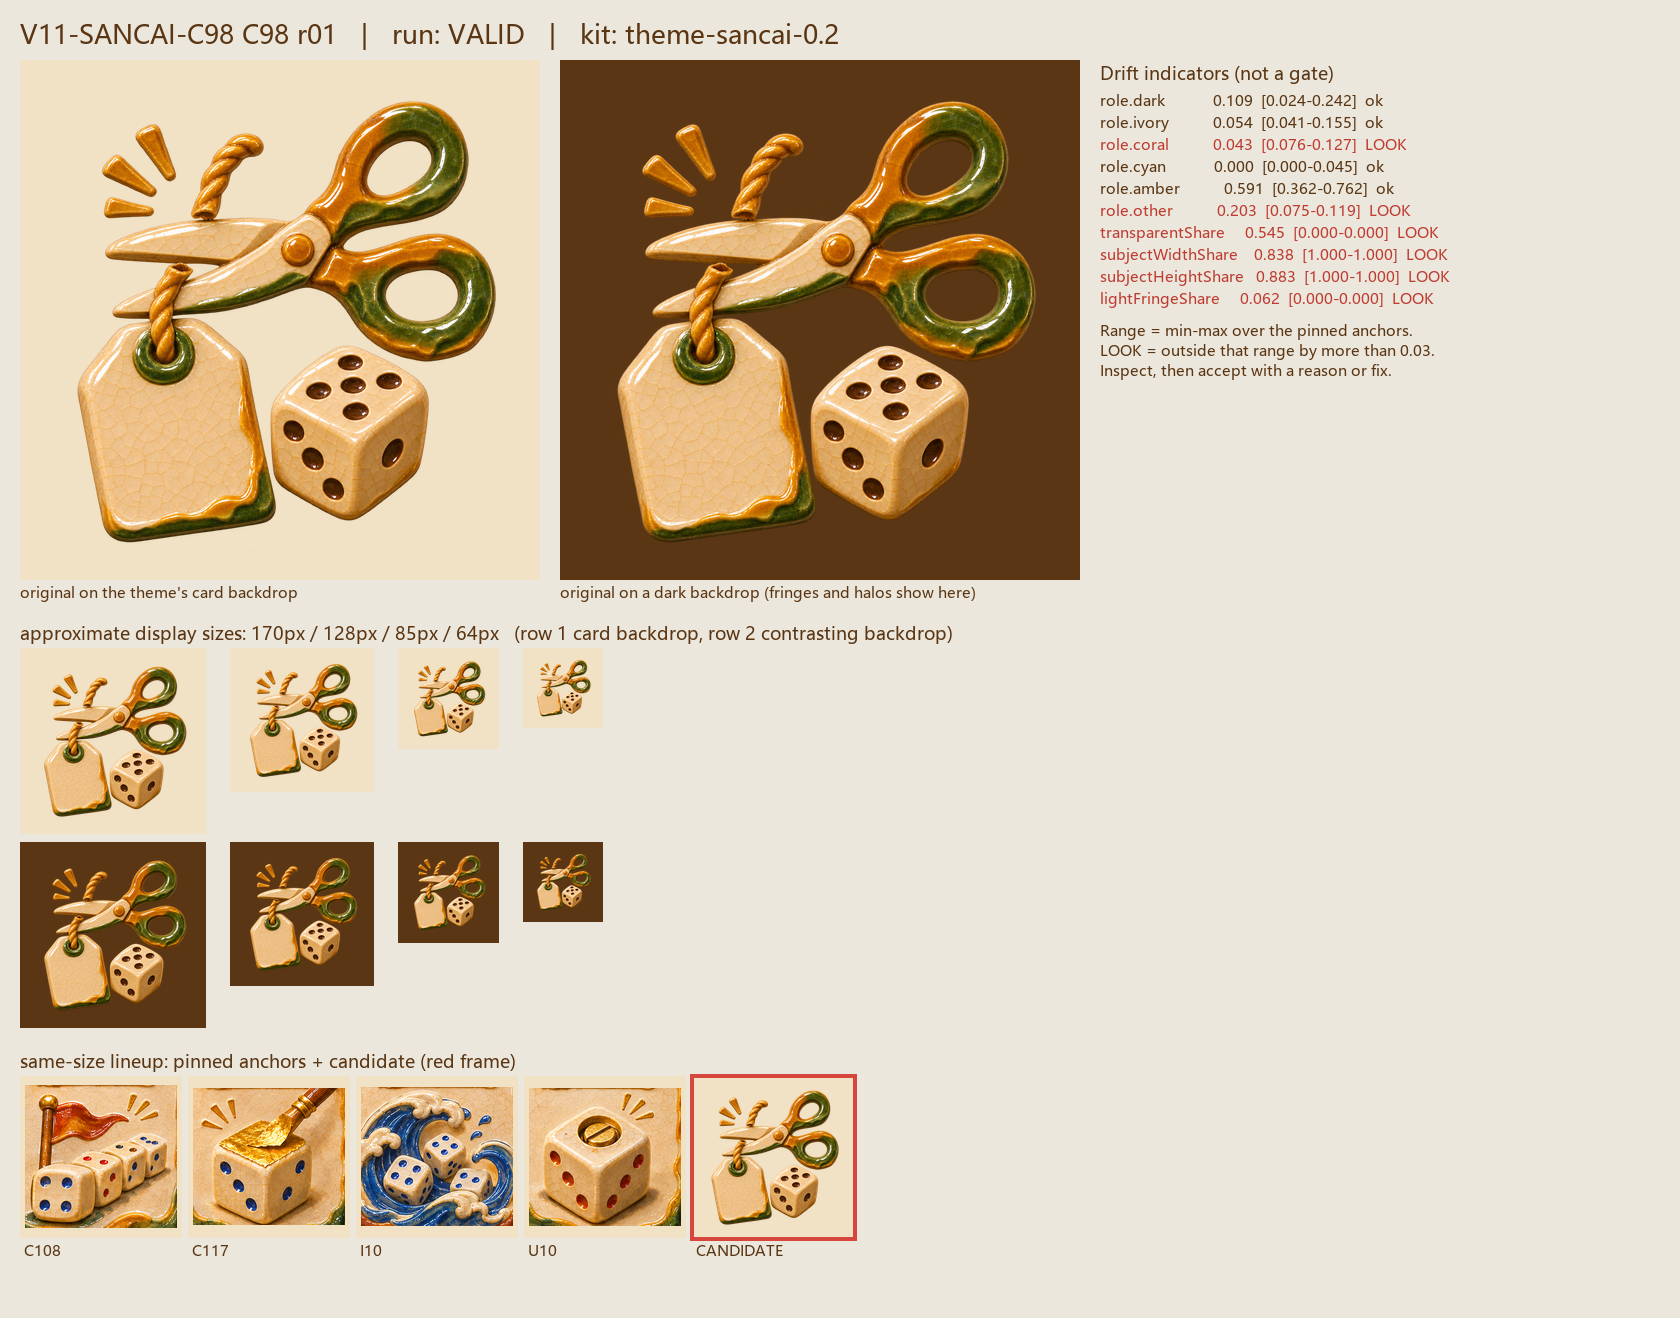 V11-SANCAI-C98 C98 r01 | run: VALID | kit: theme-sancai-0.2
Drift indicators (not a gate)
role.dark 0.109 [0.024-0.242] ok
role.ivory 0.054 [0.041-0.155] ok
role.coral 0.043 [0.076-0.127] LOOK
role.cyan 0.000 [0.000-0.045] ok
role.amber 0.591 [0.362-0.762] ok
role.other 0.203 [0.075-0.119] LOOK
transparentShare 0.545 [0.000-0.000] LOOK
subjectWidthShare 0.838 [1.000-1.000] LOOK
subjectHeightShare 0.883 [1.000-1.000] LOOK
lightFringeShare 0.062 [0.000-0.000] LOOK
Range = min-max over the pinned anchors.
LOOK = outside that range by more than 0.03.
Inspect, then accept with a reason or fix.
original on the theme's card backdrop
original on a dark backdrop (fringes and halos show here)
approximate display sizes: 170px / 128px / 85px / 64px (row 1 card backdrop, row 2 contrasting backdrop)
same-size lineup: pinned anchors + candidate (red frame)
C108
C117
I10
U10
CANDIDATE